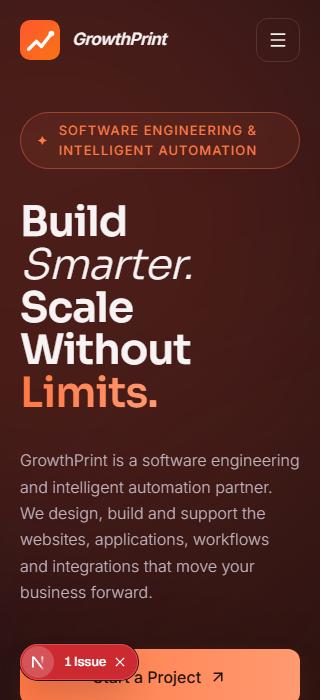 GrowthPrint
SOFTWARE ENGINEERING &
INTELLIGENT AUTOMATION
Build
Smarter.
Scale
Without
Limits.
GrowthPrint is a software engineering
and intelligent automation partner.
We design, build and support the
websites, applications, workflows
and integrations that move your
business forward.
N 1 Issue
Start a Project